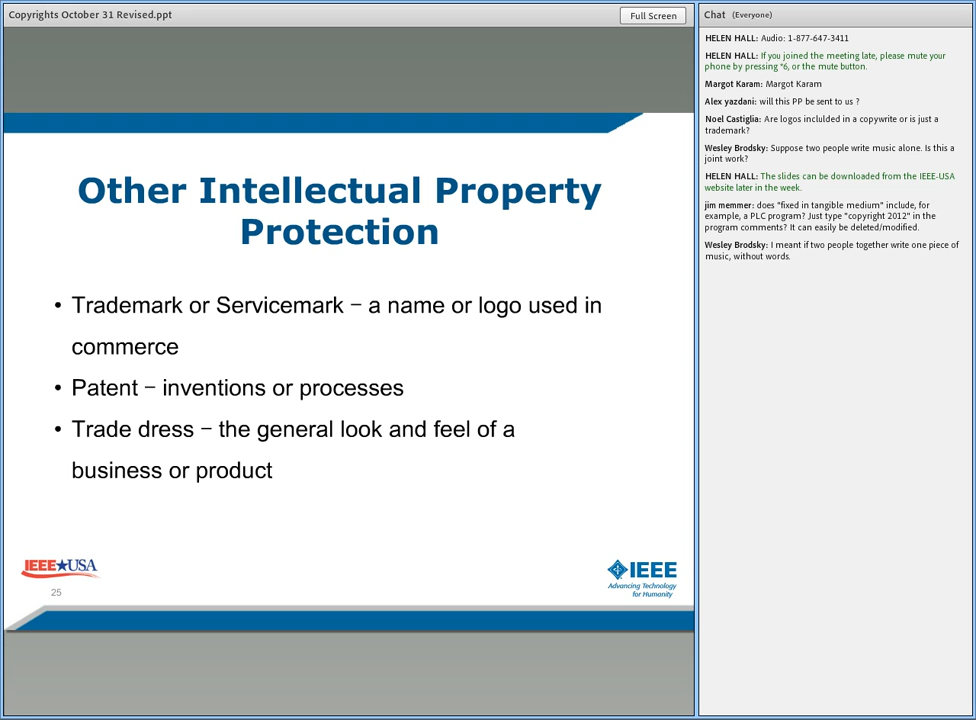 Copyrights October 31 Revised.ppt
Full Screen
Other Intellectual Property
Protection
• Trademark or Servicemark – a name or logo used in
commerce
• Patent – inventions or processes
• Trade dress – the general look and feel of a
business or product
IEEE★USA
25
IEEE
Advancing Technology
for Humanity
Chat (Everyone)
HELEN HALL: Audio: 1-877-647-3411
HELEN HALL: If you joined the meeting late, please mute your
phone by pressing *6, or the mute button.
Margot Karam: Margot Karam
Alex yazdani: will this PP be sent to us ?
Noel Castiglia: Are logos inclulded in a copywrite or is just a
trademark?
Wesley Brodsky: Suppose two people write music alone. Is this a
joint work?
HELEN HALL: The slides can be downloaded from the IEEE-USA
website later in the week.
jim memmer: does "fixed in tangible medium" include, for
example, a PLC program? Just type "copyright 2012" in the
program comments? It can easily be deleted/modified.
Wesley Brodsky: I meant if two people together write one piece of
music, without words.